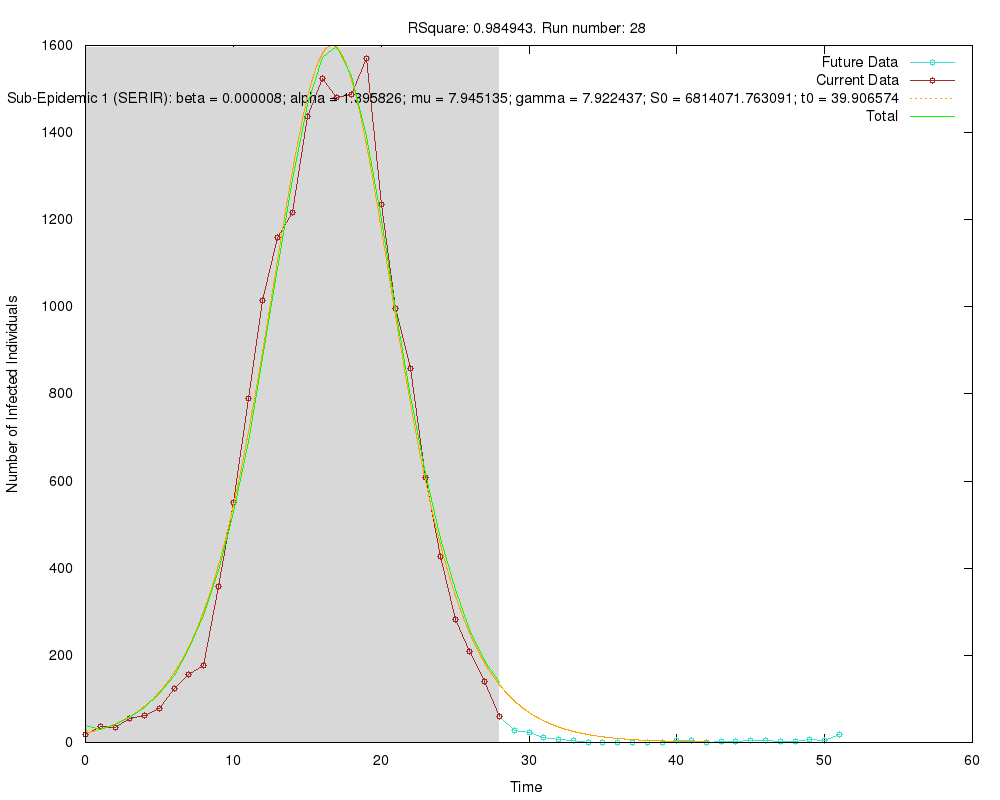 RSquare: 0.984943. Run number: 28
Future Data
Current Data
Sub-Epidemic 1 (SERIR): beta = 0.000008; alpha = 1.395826; mu = 7.945135; gamma = 7.922437; S0 = 6814071.763091; t0 = 39.906574
Total
1600
1400
1200
1000
800
600
400
200
0
Number of Infected Individuals
0 10 20 30 40 50 60
Time